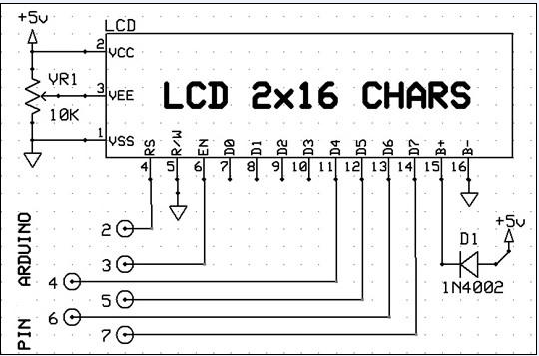 +5v
LCD
2
VCC
VR1
3
VEE
LCD 2x16 CHARS
10K
1
VSS
RS R/W EN D0 D1 D2 D3 D4 D5 D6 D7 B+ B-
4 5 6 7 8 9 10 11 12 13 14 15 16
ARDUINO
PIN
2
+5v
3
D1
4
1N4002
5
6
7